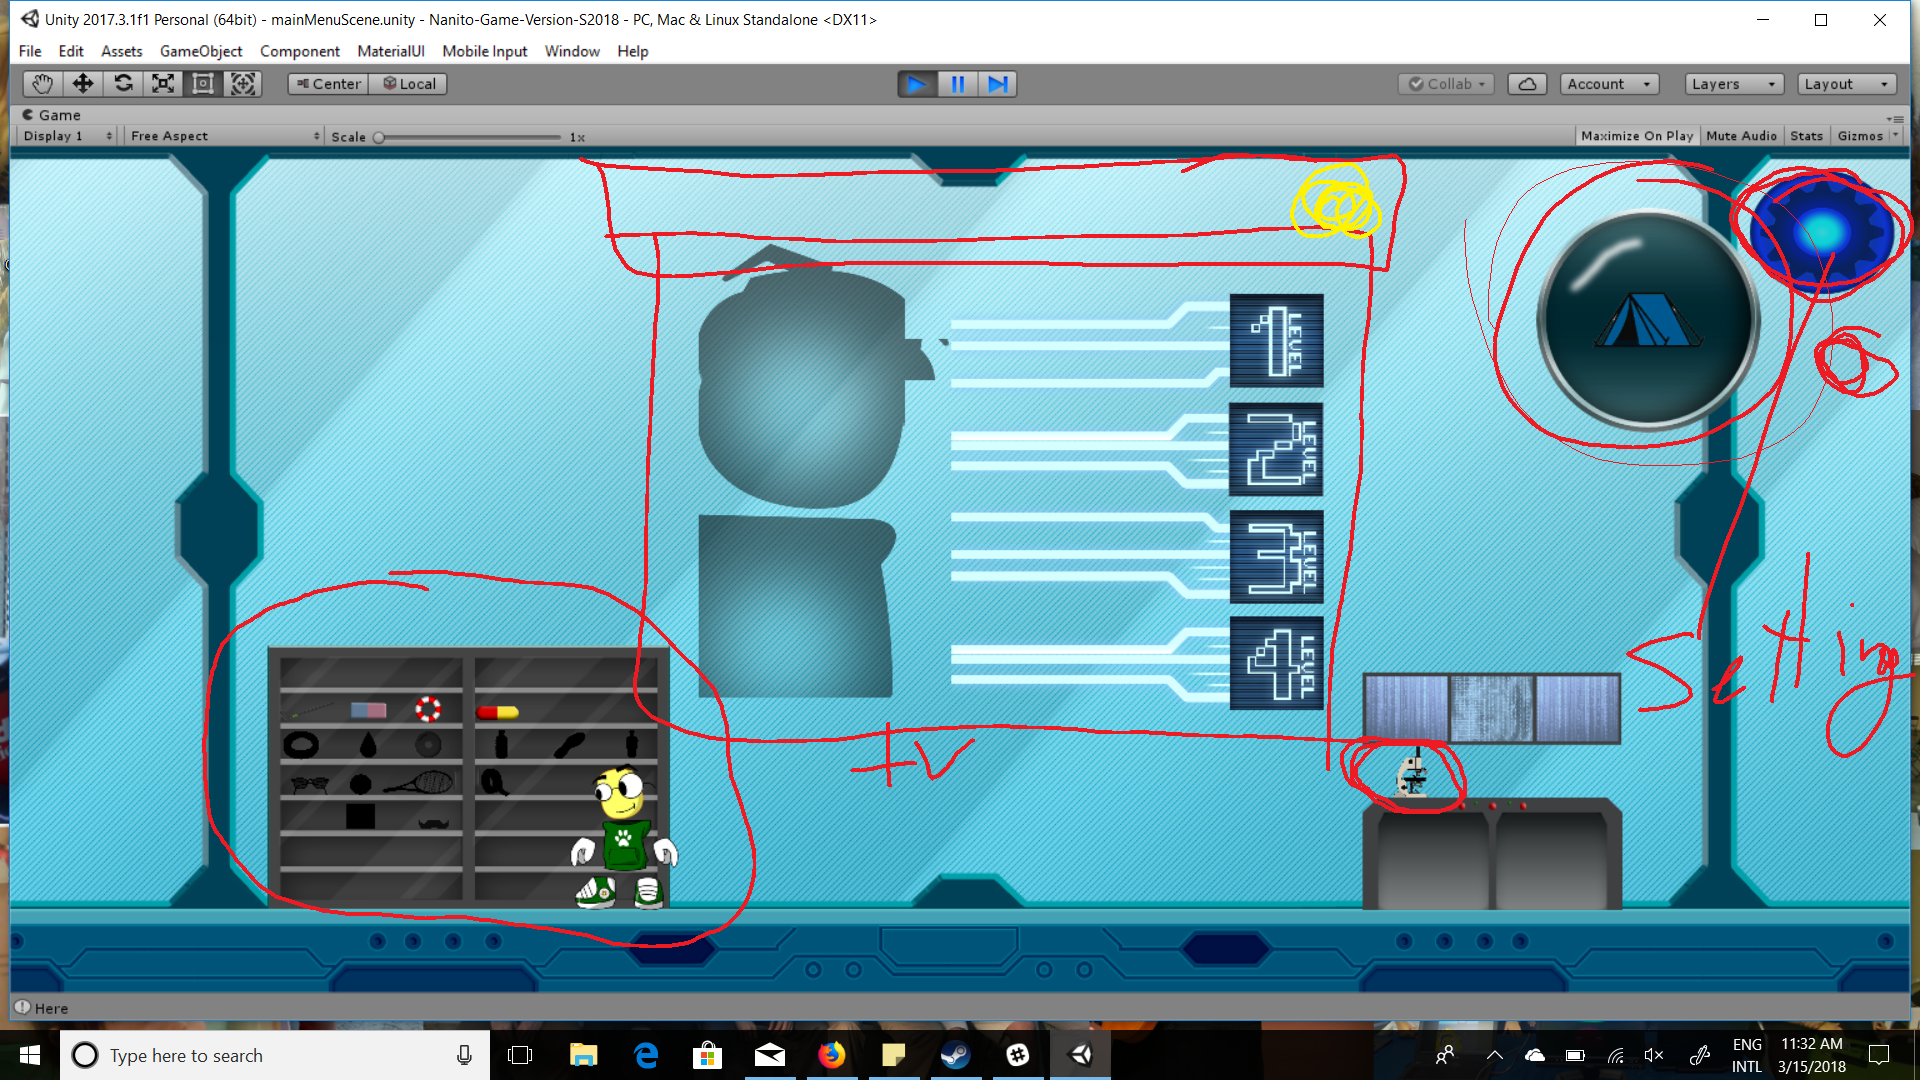 Unity 2017.3.1f1 Personal (64bit) - mainMenuScene.unity - Nanito-Game-Version-S2018 - PC, Mac & Linux Standalone <DX11>
File Edit Assets GameObject Component MaterialUI Mobile Input Window Help
Center Local Collab Account Layers Layout
Game
Display 1 Free Aspect Scale 1x Maximize On Play Mute Audio Stats Gizmos
1 LEVEL
2 LEVEL
3 LEVEL
4 LEVEL
Setting
tv
Here
Type here to search
ENG 11:32 AM
INTL 3/15/2018